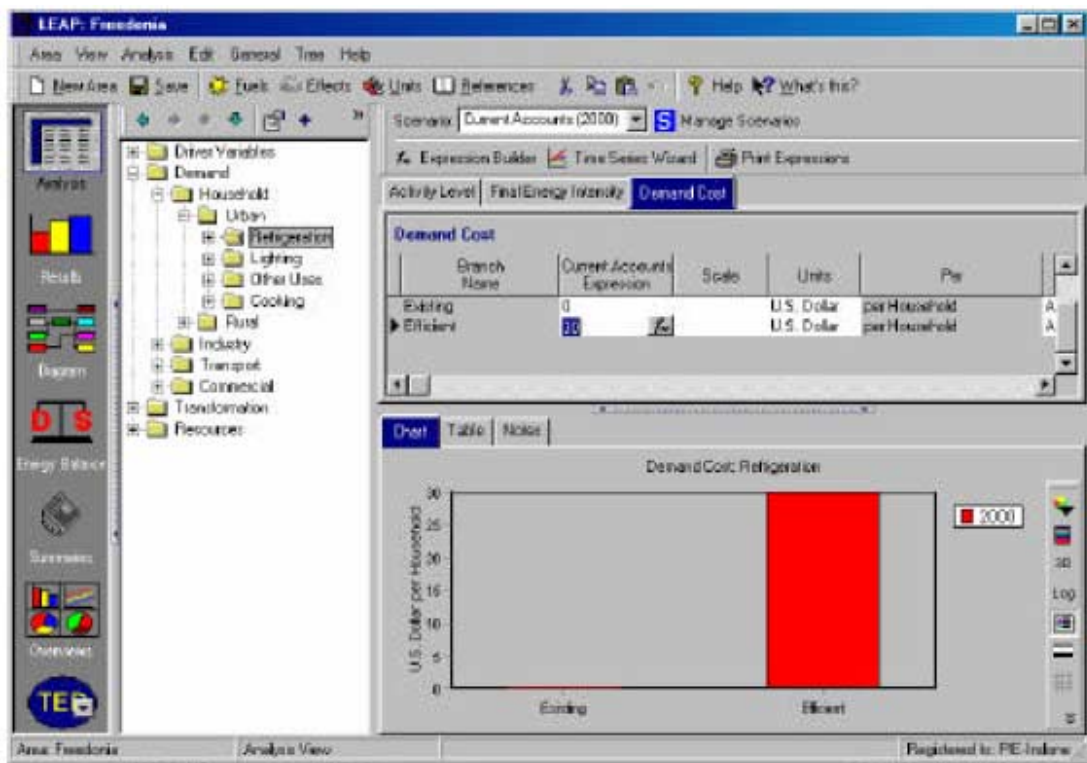 LEAP: Freedonia
Area View Analysis Edit General Tree Help
New Area Save Fuels Effects Units References Help What's this?
Scenario: Current Accounts (2000) S Manage Scenarios
Expression Builder Time Series Wizard Print Expressions
Activity Level Final Energy Intensity Demand Cost
Analysis
Results
Diagram
D S
Energy Balance
Summaries
Overviews
TED
Driver Variables
Demand
Household
Urban
Refrigeration
Lighting
Other Uses
Cooking
Rural
Industry
Transport
Commercial
Transformation
Resources
Demand Cost
Branch Name Current Accounts Expression Scale Units Per
Existing 0 U.S. Dollar per Household A
Efficient 30 U.S. Dollar per Household A
Chart Table Notes
Demand Cost: Refrigeration
U.S. Dollar per Household
30
25
20
15
10
5
0
Existing Efficient
2000
3D
Log
Area: Freedonia Analysis View Registered to: PIE-Indone